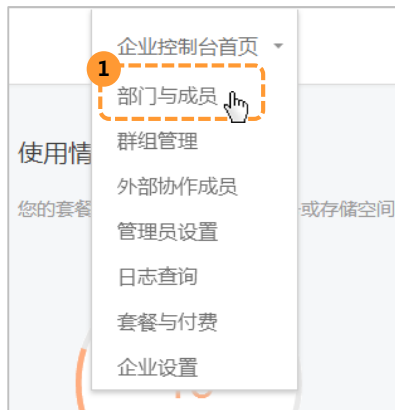 企业控制台首页
1
部门与成员
群组管理
使用情
外部协作成员
您的套餐
或存储空间
管理员设置
日志查询
套餐与付费
企业设置